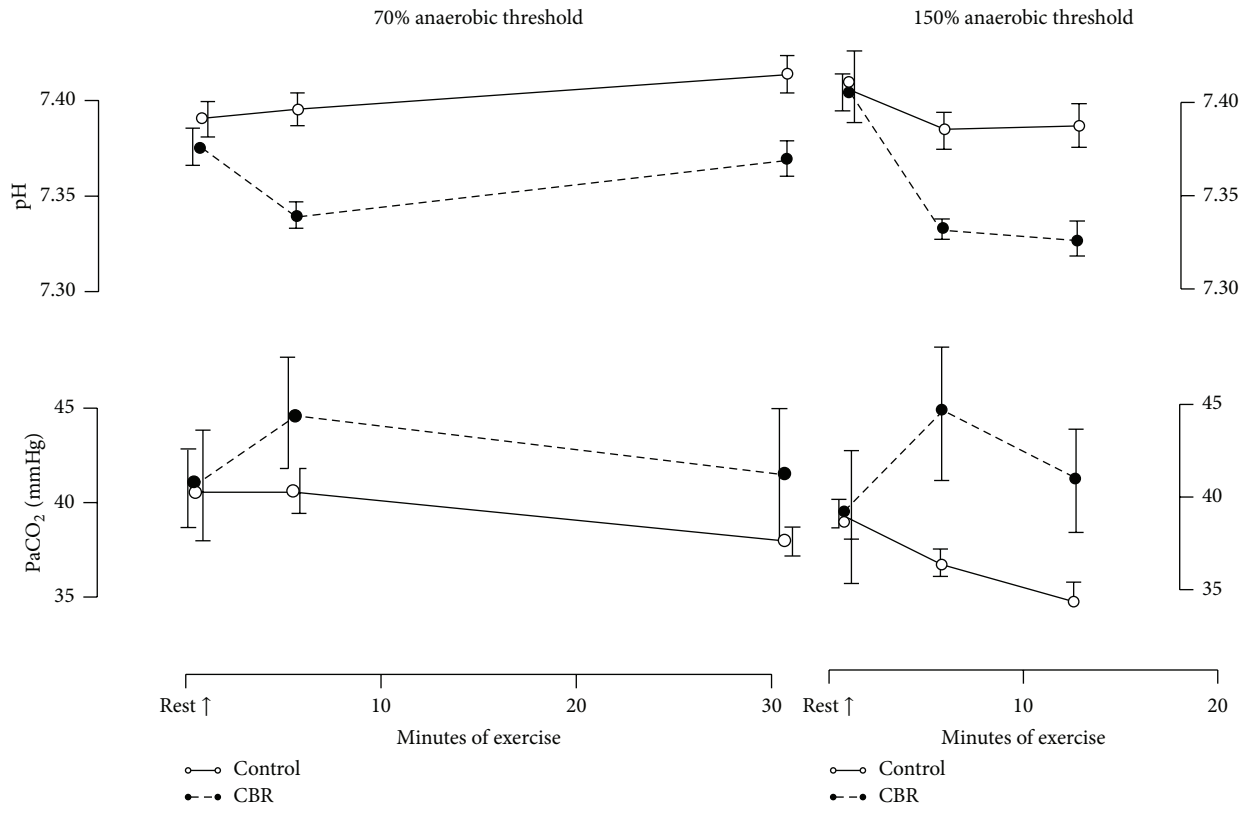 70% anaerobic threshold
150% anaerobic threshold
pH
7.40
7.35
7.30
7.40
7.35
7.30
PaCO₂ (mmHg)
45
40
35
45
40
35
Rest ↑ 10 20 30
Minutes of exercise
Rest ↑ 10 20
Minutes of exercise
Control
CBR
Control
CBR